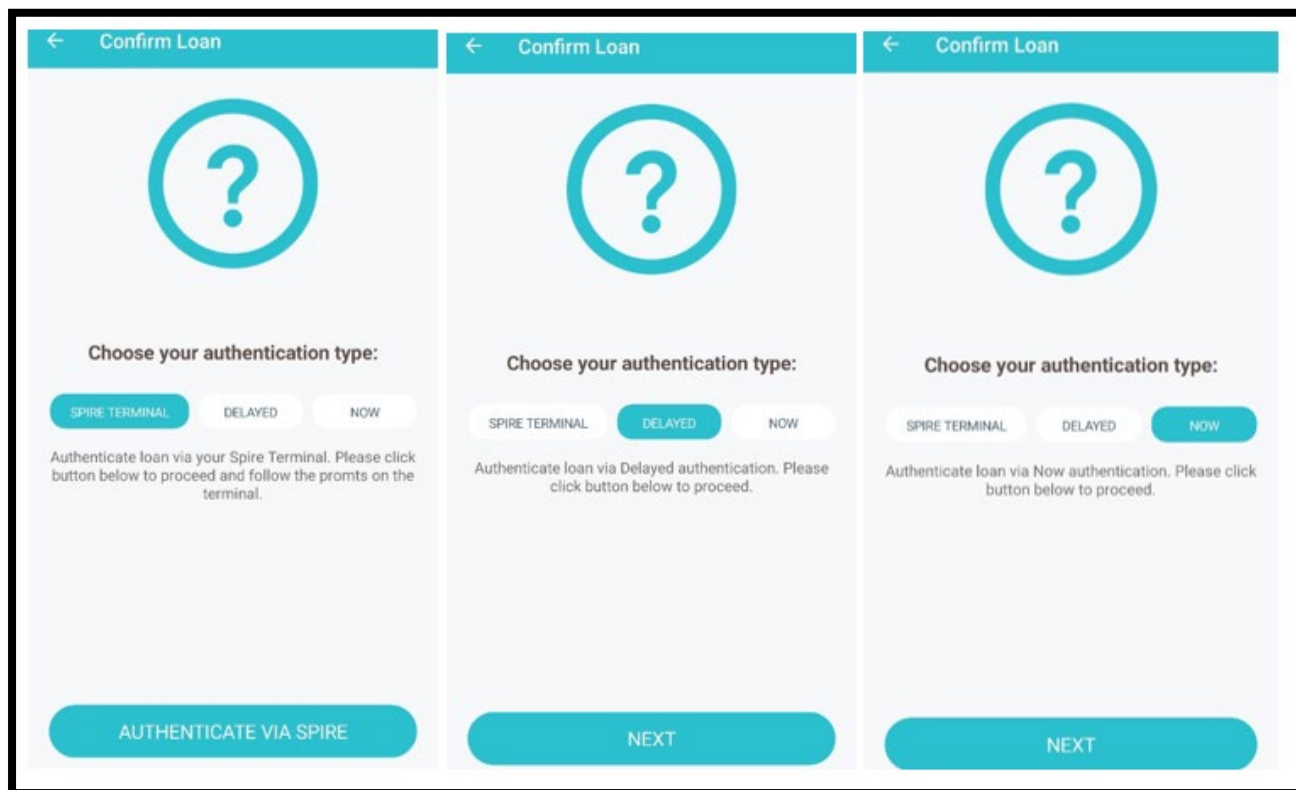 Confirm Loan
?
Choose your authentication type:
SPIRE TERMINAL DELAYED NOW
Authenticate loan via your Spire Terminal. Please click
button below to proceed and follow the promts on the
terminal.
AUTHENTICATE VIA SPIRE
Confirm Loan
?
Choose your authentication type:
SPIRE TERMINAL DELAYED NOW
Authenticate loan via Delayed authentication. Please
click button below to proceed.
NEXT
Confirm Loan
?
Choose your authentication type:
SPIRE TERMINAL DELAYED NOW
Authenticate loan via Now authentication. Please click
button below to proceed.
NEXT